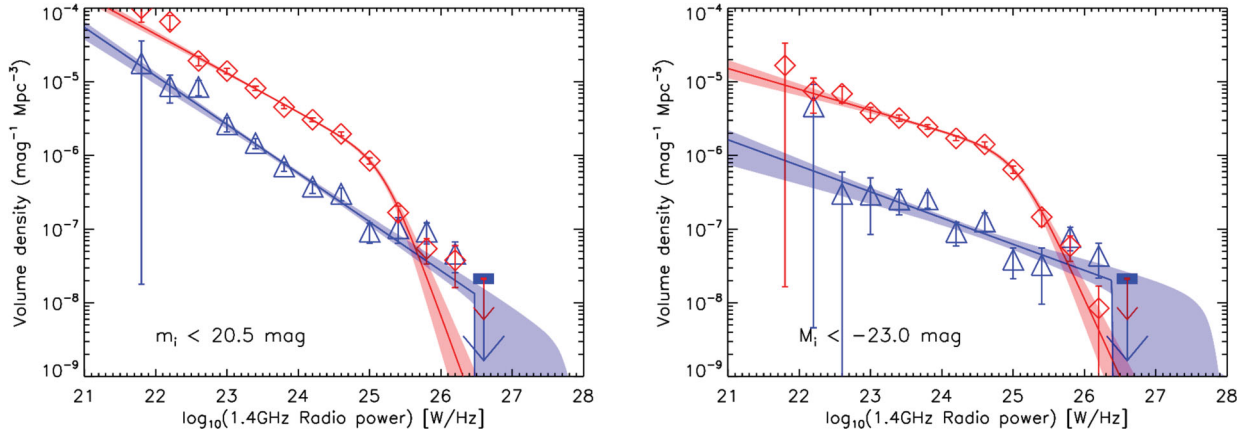 10⁻⁴
10⁻⁵
10⁻⁶
10⁻⁷
10⁻⁸
10⁻⁹
Volume density (mag⁻¹ Mpc⁻³)
mᵢ < 20.5 mag
21 22 23 24 25 26 27 28
log₁₀(1.4GHz Radio power) [W/Hz]
10⁻⁴
10⁻⁵
10⁻⁶
10⁻⁷
10⁻⁸
10⁻⁹
Volume density (mag⁻¹ Mpc⁻³)
Mᵢ < −23.0 mag
21 22 23 24 25 26 27 28
log₁₀(1.4GHz Radio power) [W/Hz]